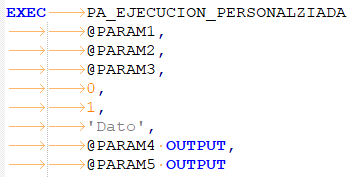 EXEC PA_EJECUCION_PERSONALZIADA
@PARAM1,
@PARAM2,
@PARAM3,
0,
1,
'Dato',
@PARAM4 OUTPUT,
@PARAM5 OUTPUT